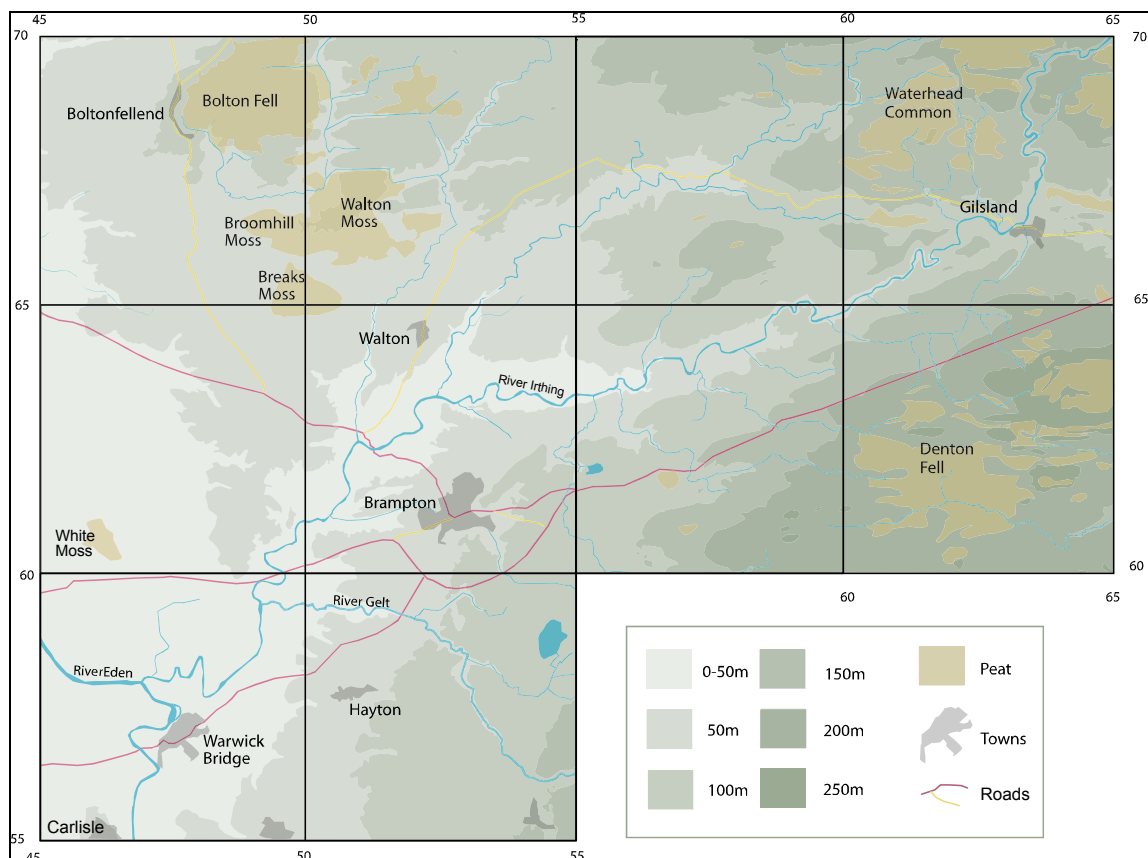 45 50 55 60 65
70 70
Boltonfellend
Bolton Fell
Waterhead
Common
Walton
Moss
Broomhill
Moss
Gilsland
Breaks
Moss
65 65
Walton
River Irthing
Denton
Fell
Brampton
White
Moss
60 60
60 65
River Gelt
RiverEden
Hayton
Warwick
Bridge
Carlisle
55
45 50 55
0-50m
50m
100m
150m
200m
250m
Peat
Towns
Roads